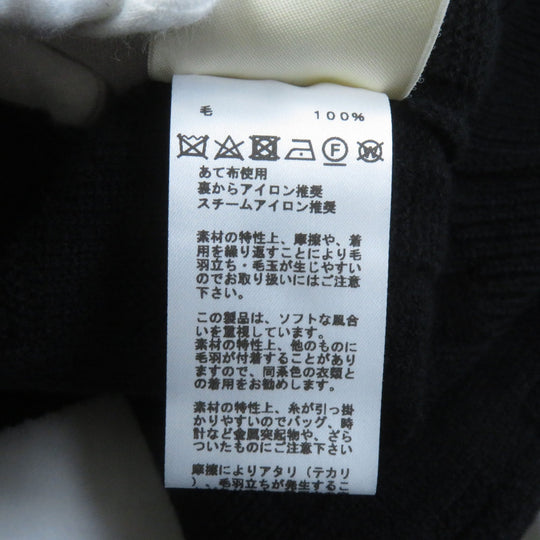 毛 100%
F W
あて布使用
裏からアイロン推奨
スチームアイロン推奨
素材の特性上、摩擦や、着
用を繰り返すことにより毛
羽立ち・毛玉が生じやすい
のでお取り扱いにはご注意
下さい。
この製品は、ソフトな風合
いを重視しています。
素材の特性上、他のものに
毛羽が付着することがあり
ますので、同系色の衣類と
の着用をお勧めします。
素材の特性上、糸が引っ掛
かりやすいのでバッグ、時
計など金属突起物や、ざら
ついたものにご注意下さい
摩擦によりアタリ（テカリ
）、毛羽立ちが発生するこ